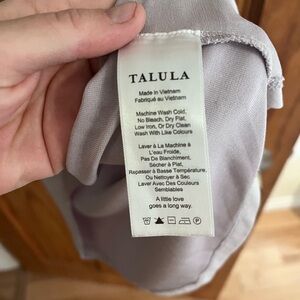 TALULA
Made in Vietnam
Fabriqué au Vietnam
Machine Wash Cold,
No Bleach, Dry Flat,
Low Iron, Or Dry Clean
Wash With Like Colours
Laver À La Machine À
L'eau Froide,
Pas De Blanchiment,
Sécher à Plat,
Repasser à Basse Température,
Ou Nettoyer à Sec
Laver Avec Des Couleurs
Semblables
A little love
goes a long way.